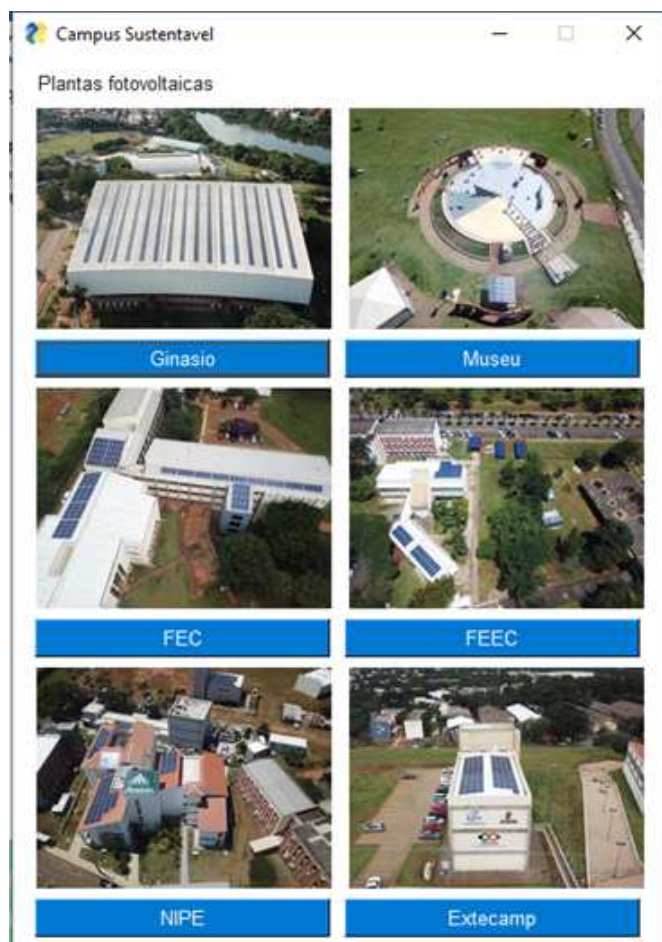 Campus Sustentavel
Plantas fotovoltaicas
Ginasio
Museu
FEC
FEEC
NIPE
Extecamp